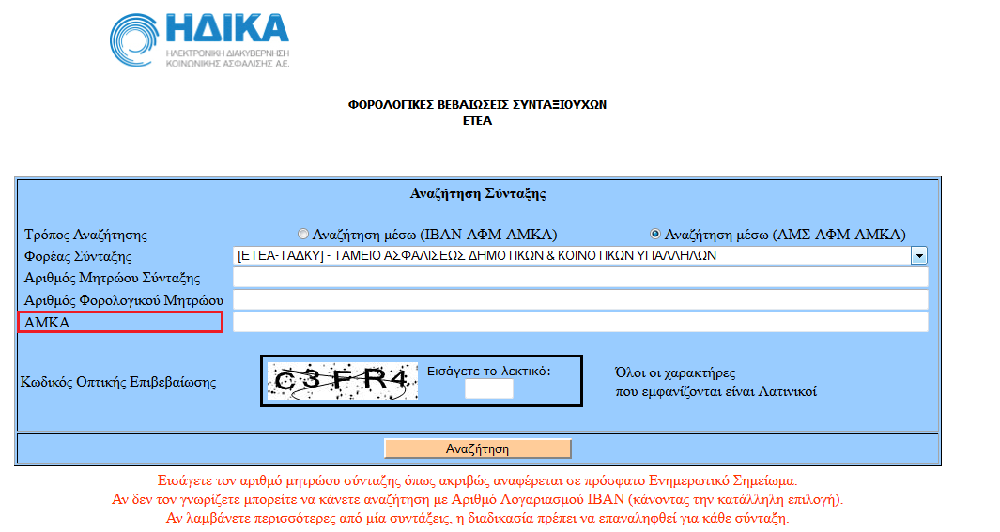 ΗΔΙΚΑ
ΗΛΕΚΤΡΟΝΙΚΗ ΔΙΑΚΥΒΕΡΝΗΣΗ
ΚΟΙΝΩΝΙΚΗΣ ΑΣΦΑΛΙΣΗΣ Α.Ε.
ΦΟΡΟΛΟΓΙΚΕΣ ΒΕΒΑΙΩΣΕΙΣ ΣΥΝΤΑΞΙΟΥΧΩΝ
ΕΤΕΑ
Αναζήτηση Σύνταξης
Τρόπος Αναζήτησης Αναζήτηση μέσω (IBAN-ΑΦΜ-ΑΜΚΑ) Αναζήτηση μέσω (ΑΜΣ-ΑΦΜ-ΑΜΚΑ)
Φορέας Σύνταξης [ΕΤΕΑ-ΤΑΔΚΥ] - ΤΑΜΕΙΟ ΑΣΦΑΛΙΣΕΩΣ ΔΗΜΟΤΙΚΩΝ & ΚΟΙΝΟΤΙΚΩΝ ΥΠΑΛΛΗΛΩΝ
Αριθμός Μητρώου Σύνταξης
Αριθμός Φορολογικού Μητρώου
ΑΜΚΑ
Κωδικός Οπτικής Επιβεβαίωσης C3FR4 Εισάγετε το λεκτικό: Όλοι οι χαρακτήρες
που εμφανίζονται είναι Λατινικοί
Αναζήτηση
Εισάγετε τον αριθμό μητρώου σύνταξης όπως ακριβώς αναφέρεται σε πρόσφατο Ενημερωτικό Σημείωμα.
Αν δεν τον γνωρίζετε μπορείτε να κάνετε αναζήτηση με Αριθμό Λογαριασμού IBAN (κάνοντας την κατάλληλη επιλογή).
Αν λαμβάνετε περισσότερες από μία συντάξεις, η διαδικασία πρέπει να επαναληφθεί για κάθε σύνταξη.